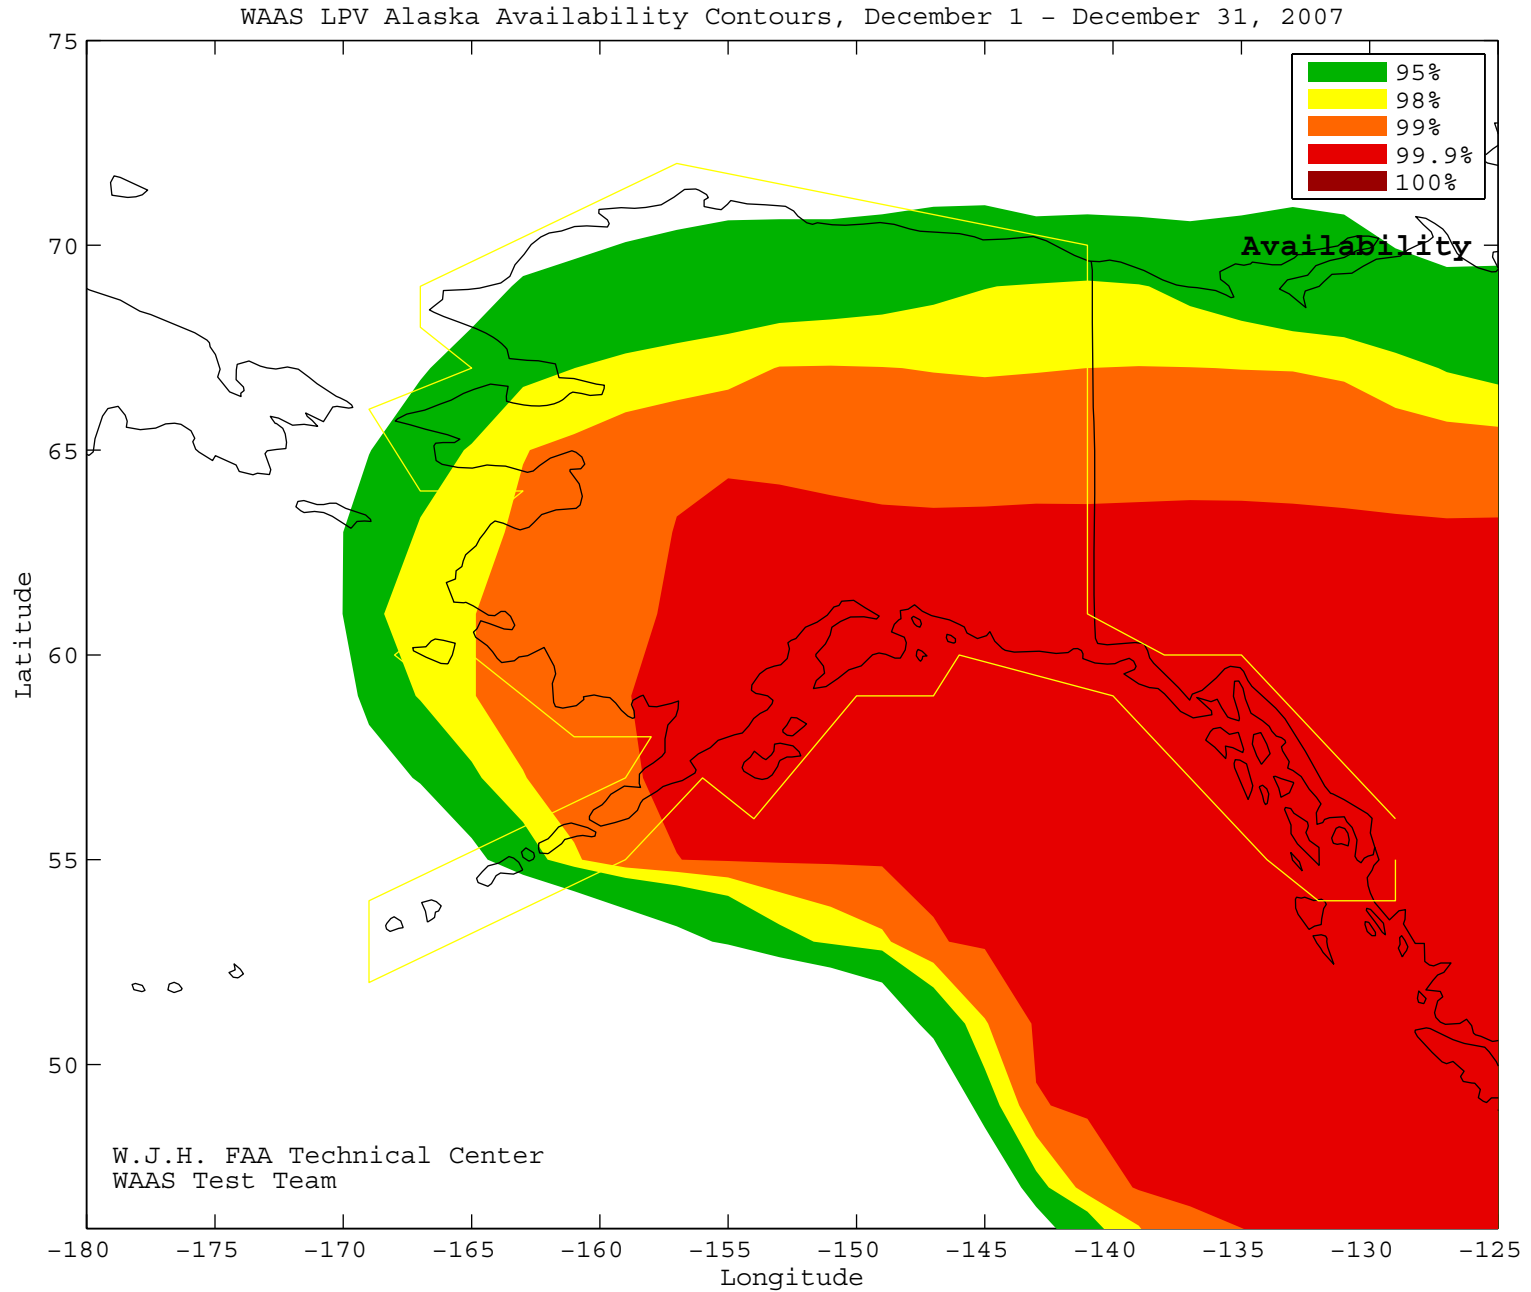 WAAS LPV Alaska Availability Contours, December 1 - December 31, 2007
75
70
65
60
55
50
Latitude
95%
98%
99%
99.9%
100%
Availability
W.J.H. FAA Technical Center
WAAS Test Team
-180 -175 -170 -165 -160 -155 -150 -145 -140 -135 -130 -125
Longitude